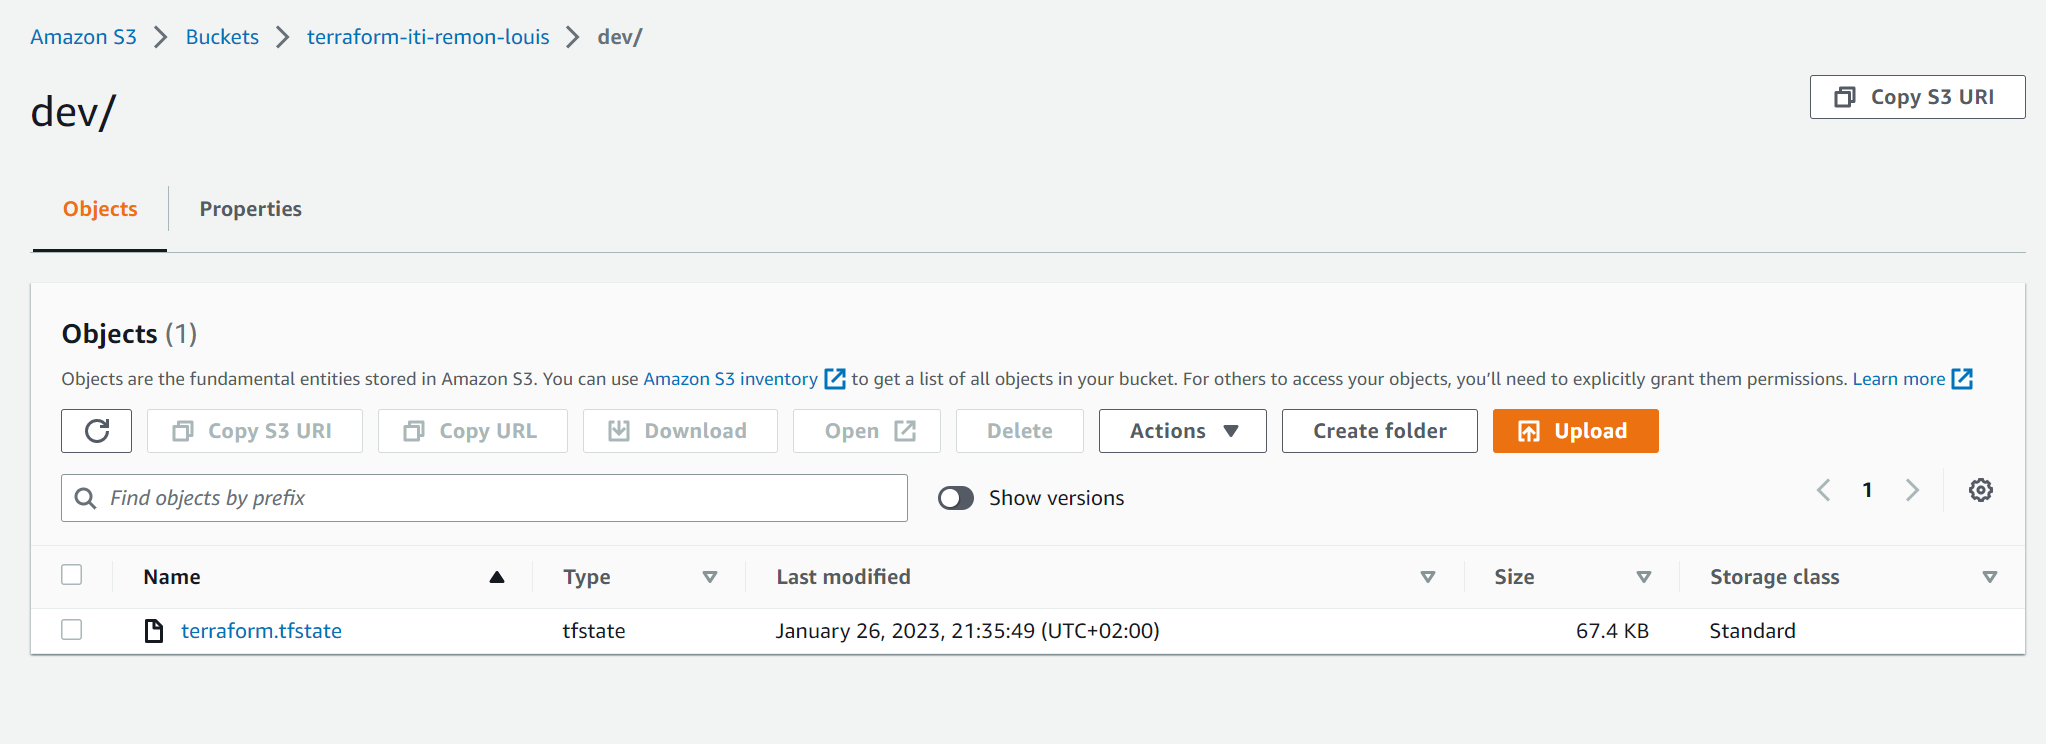 Amazon S3 Buckets terraform-iti-remon-louis dev/
dev/
Copy S3 URI
Objects Properties
Objects (1)
Objects are the fundamental entities stored in Amazon S3. You can use Amazon S3 inventory to get a list of all objects in your bucket. For others to access your objects, you’ll need to explicitly grant them permissions. Learn more
Copy S3 URI Copy URL Download Open Delete Actions Create folder Upload
Find objects by prefix Show versions 1
Name Type Last modified Size Storage class
terraform.tfstate tfstate January 26, 2023, 21:35:49 (UTC+02:00) 67.4 KB Standard